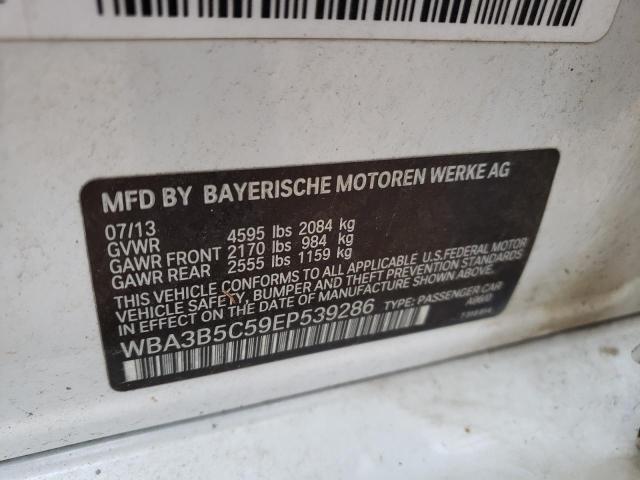 MFD BY BAYERISCHE MOTOREN WERKE AG
07/13
GVWR 4595 lbs 2084 kg
GAWR FRONT 2170 lbs 984 kg
GAWR REAR 2555 lbs 1159 kg
THIS VEHICLE CONFORMS TO ALL APPLICABLE U.S.FEDERAL MOTOR
VEHICLE SAFETY, BUMPER, AND THEFT PREVENTION STANDARDS
IN EFFECT ON THE DATE OF MANUFACTURE SHOWN ABOVE.
WBA3B5C59EP539286 TYPE: PASSENGER CAR